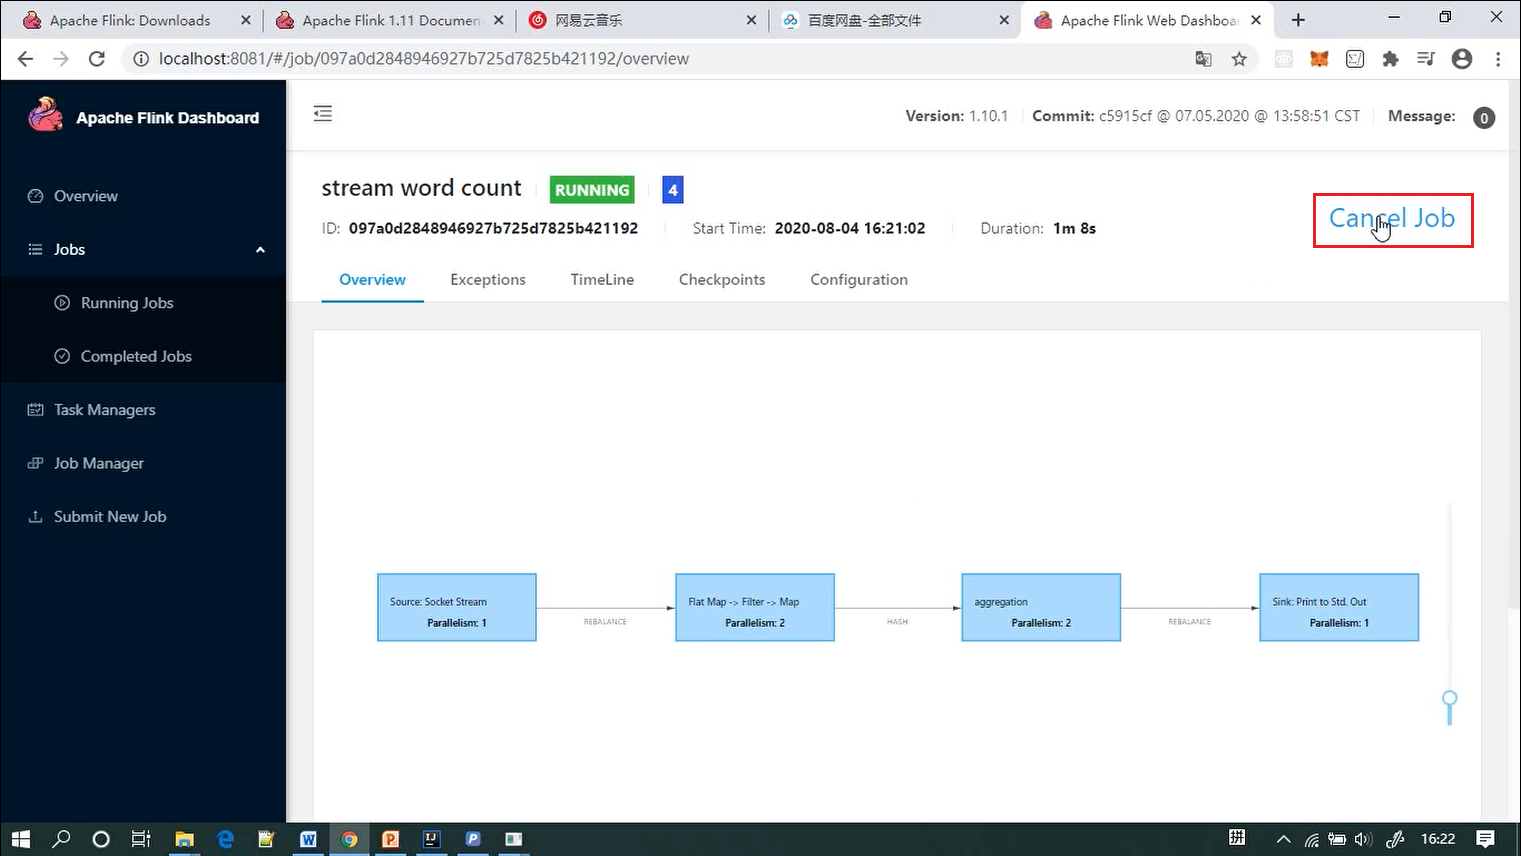 Apache Flink: Downloads
Apache Flink 1.11 Documen
网易云音乐
百度网盘-全部文件
Apache Flink Web Dashboa
localhost:8081/#/job/097a0d2848946927b725d7825b421192/overview
Apache Flink Dashboard
Version: 1.10.1
Commit: c5915cf @ 07.05.2020 @ 13:58:51 CST
Message: 0
Overview
Jobs
Running Jobs
Completed Jobs
Task Managers
Job Manager
Submit New Job
stream word count RUNNING 4
ID: 097a0d2848946927b725d7825b421192
Start Time: 2020-08-04 16:21:02
Duration: 1m 8s
Cancel Job
Overview
Exceptions
TimeLine
Checkpoints
Configuration
Source: Socket Stream
Parallelism: 1
REBALANCE
Flat Map -> Filter -> Map
Parallelism: 2
HASH
aggregation
Parallelism: 2
REBALANCE
Sink: Print to Std. Out
Parallelism: 1
拼
16:22